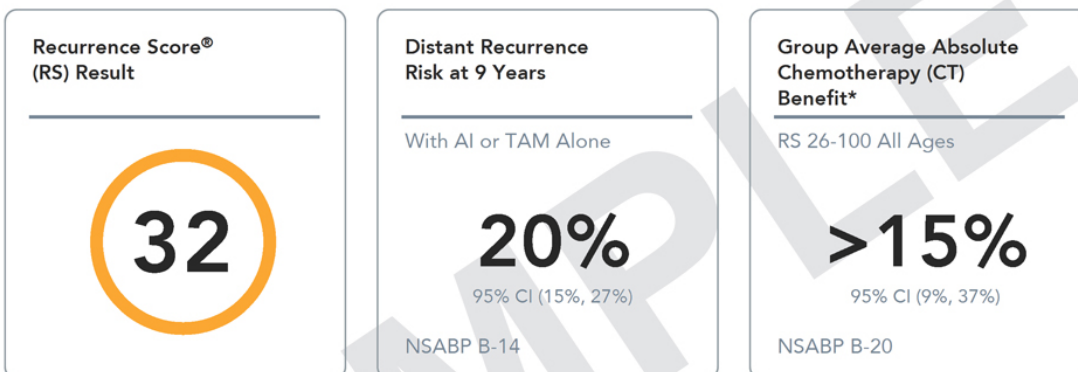 Recurrence Score®
(RS) Result
32
Distant Recurrence
Risk at 9 Years
With AI or TAM Alone
20%
95% CI (15%, 27%)
NSABP B-14
Group Average Absolute
Chemotherapy (CT)
Benefit*
RS 26-100 All Ages
>15%
95% CI (9%, 37%)
NSABP B-20
MPLE